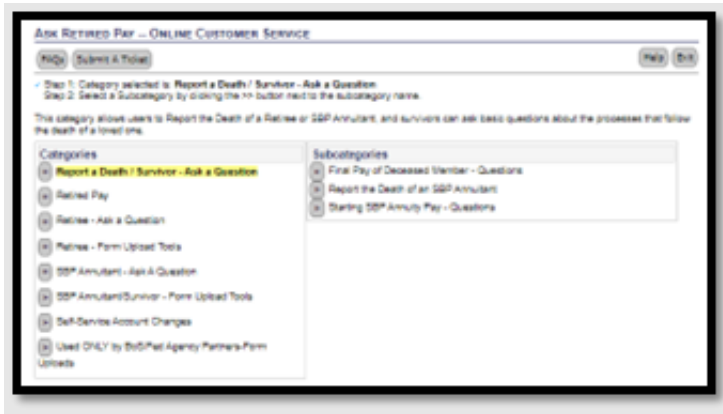 ASK RETIRED PAY – ONLINE CUSTOMER SERVICE
FAQs Submit A Ticket Help Exit
✓ Step 1: Category selected is: Report a Death / Survivor - Ask a Question
Step 2: Select a Subcategory by clicking the >> button next to the subcategory name.
This category allows users to Report the Death of a Retiree or SBP Annuitant, and survivors can ask basic questions about the processes that follow
the death of a loved one.
Categories
Report a Death / Survivor - Ask a Question
Retired Pay
Retiree - Ask a Question
Retiree - Form Upload Tools
SBP Annuitant - Ask A Question
SBP Annuitant/Survivor - Form Upload Tools
Self-Service Account Changes
Used ONLY by BoS/Fed Agency Partners-Form
Uploads
Subcategories
Final Pay of Deceased Member - Questions
Report the Death of an SBP Annuitant
Starting SBP Annuity Pay - Questions